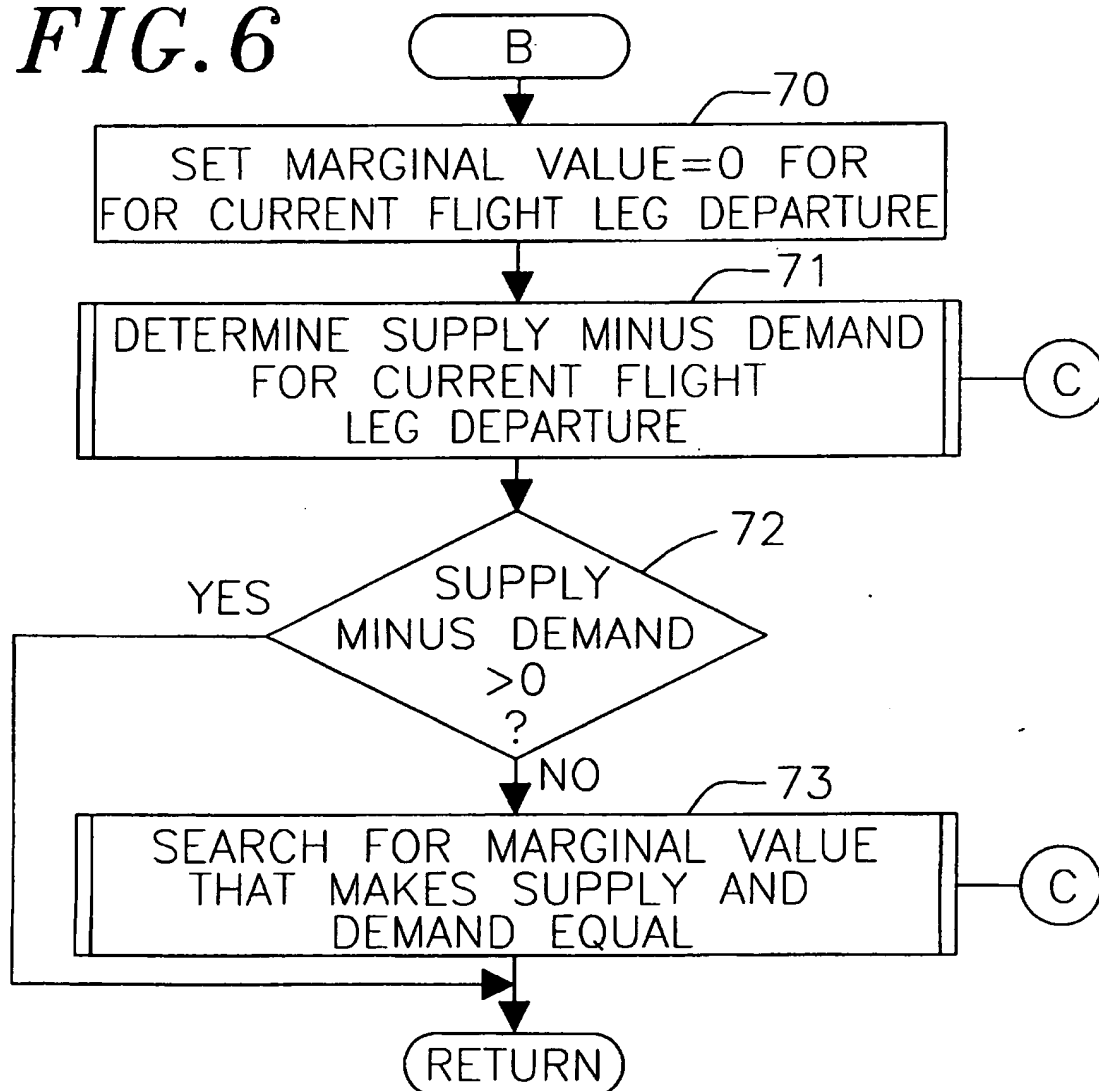 FIG. 6
B
70
SET MARGINAL VALUE=0 FOR
FOR CURRENT FLIGHT LEG DEPARTURE
71
DETERMINE SUPPLY MINUS DEMAND
FOR CURRENT FLIGHT
LEG DEPARTURE
C
72
SUPPLY
MINUS DEMAND
>0
?
YES
NO
73
SEARCH FOR MARGINAL VALUE
THAT MAKES SUPPLY AND
DEMAND EQUAL
C
RETURN